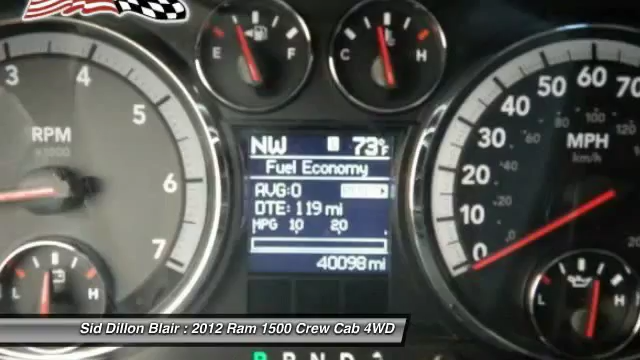 E F
C H
3 4 5 6 7
RPM
x1000
NW 73°F
Fuel Economy
AVG:0
DTE: 119 mi
MPG 10 20
40098 mi
0 10 20 30 40 50 60 70
MPH
km/h
L H
L H
Sid Dillon Blair : 2012 Ram 1500 Crew Cab 4WD
P R N D